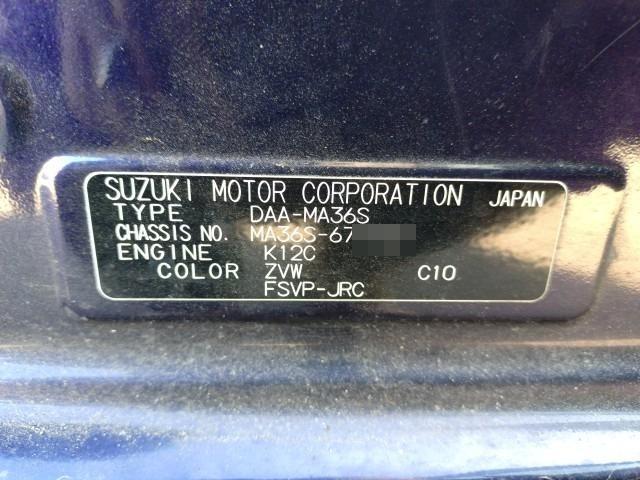 SUZUKI MOTOR CORPORATION JAPAN
TYPE DAA-MA36S
CHASSIS NO. MA36S-67
ENGINE K12C
COLOR ZVW C10
FSVP-JRC